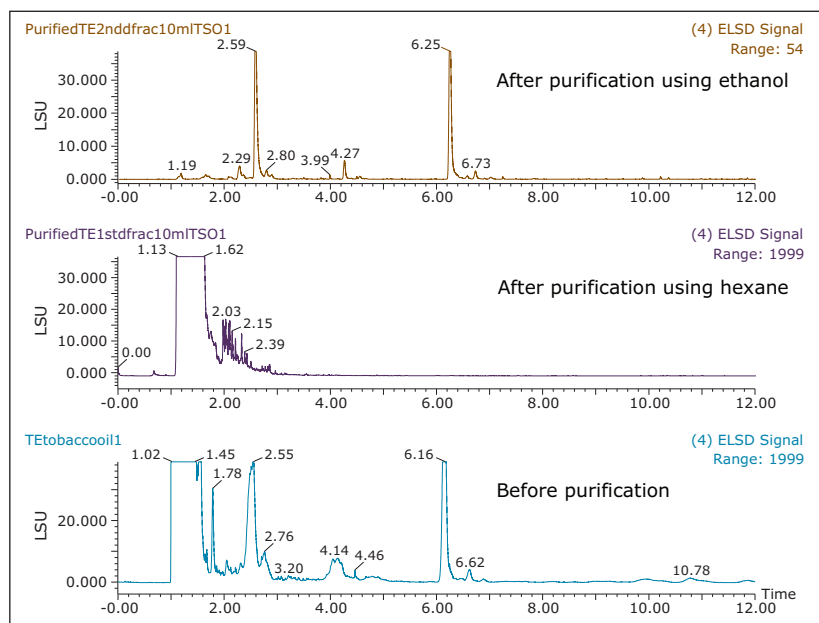 PurifiedTE2nddfrac10mlTSO1
(4) ELSD Signal
Range: 54
After purification using ethanol
LSU
30.000
20.000
10.000
0.000
1.19
2.29
2.59
2.80
3.99
4.27
6.25
6.73
-0.00 2.00 4.00 6.00 8.00 10.00 12.00
PurifiedTE1stdfrac10mlTSO1
(4) ELSD Signal
Range: 1999
After purification using hexane
LSU
30.000
20.000
10.000
0.000
0.00
1.13
1.62
2.03
2.15
2.39
-0.00 2.00 4.00 6.00 8.00 10.00 12.00
TEtobaccooil1
(4) ELSD Signal
Range: 1999
Before purification
LSU
20.000
0.000
1.02
1.45
1.78
2.55
2.76
3.20
4.14
4.46
6.16
6.62
10.78
Time
-0.00 2.00 4.00 6.00 8.00 10.00 12.00